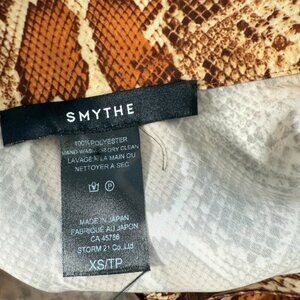 SMYTHE
100% POLYESTER
HAND WASH OR DRY CLEAN
LAVAGE À LA MAIN OU
NETTOYER A SEC
P
MADE IN JAPAN
FABRIQUÉ AU JAPON
CA 45756
STORM 21 Co.,Ltd
XS/TP